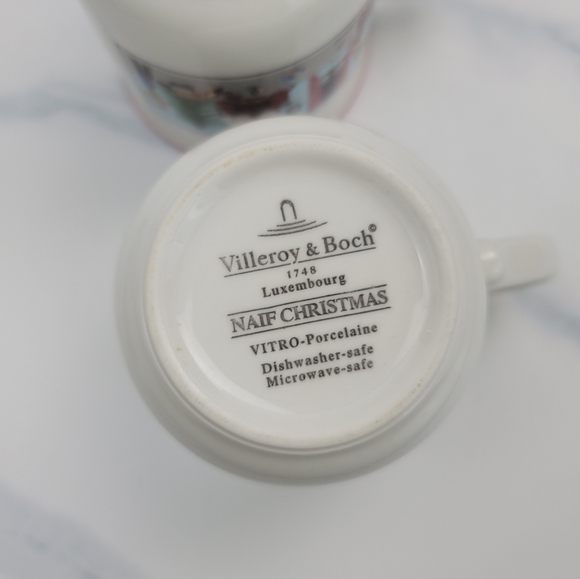 Villeroy & Boch©
1748
Luxembourg
NAIF CHRISTMAS
VITRO-Porcelaine
Dishwasher-safe
Microwave-safe